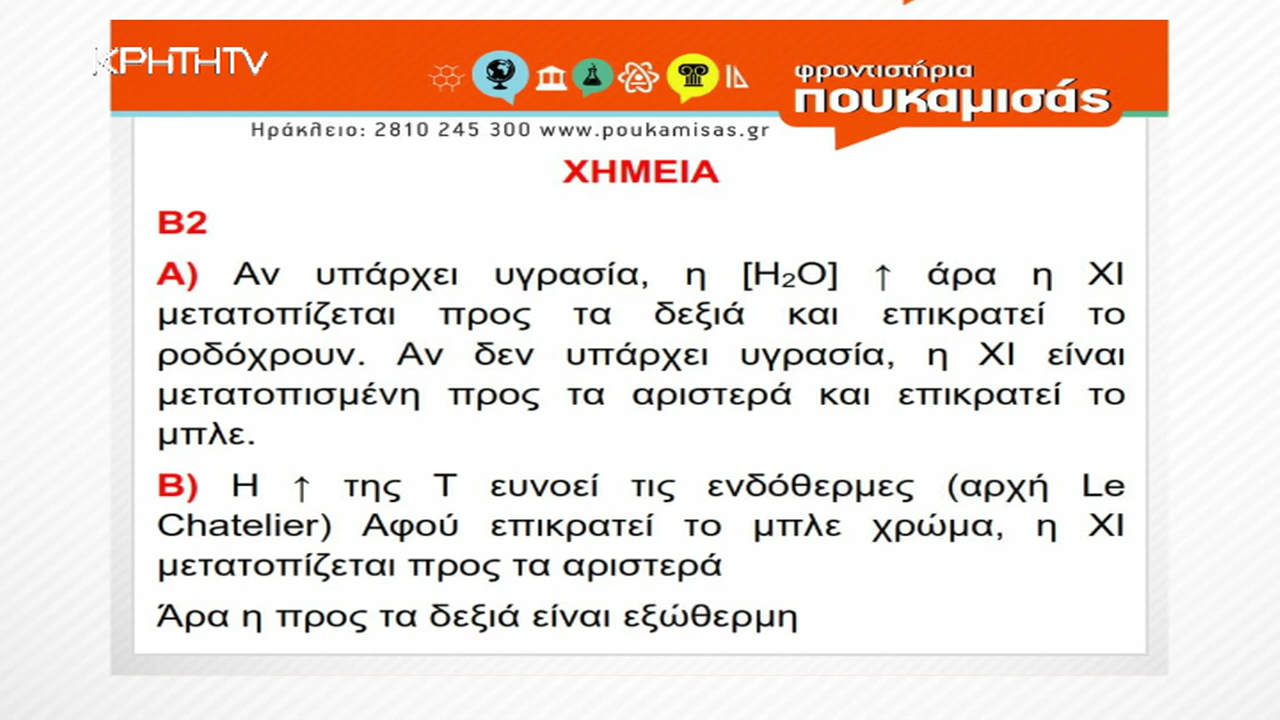 ΚΡΗΤΗTV
φροντιστήρια
πουκαμισάς
Ηράκλειο: 2810 245 300 www.poukamisas.gr
ΧΗΜΕΙΑ
Β2
Α) Αν υπάρχει υγρασία, η [H₂O] ↑ άρα η ΧΙ
μετατοπίζεται προς τα δεξιά και επικρατεί το
ροδόχρουν. Αν δεν υπάρχει υγρασία, η ΧΙ είναι
μετατοπισμένη προς τα αριστερά και επικρατεί το
μπλε.
Β) Η ↑ της Τ ευνοεί τις ενδόθερμες (αρχή Le
Chatelier) Αφού επικρατεί το μπλε χρώμα, η ΧΙ
μετατοπίζεται προς τα αριστερά
Άρα η προς τα δεξιά είναι εξώθερμη